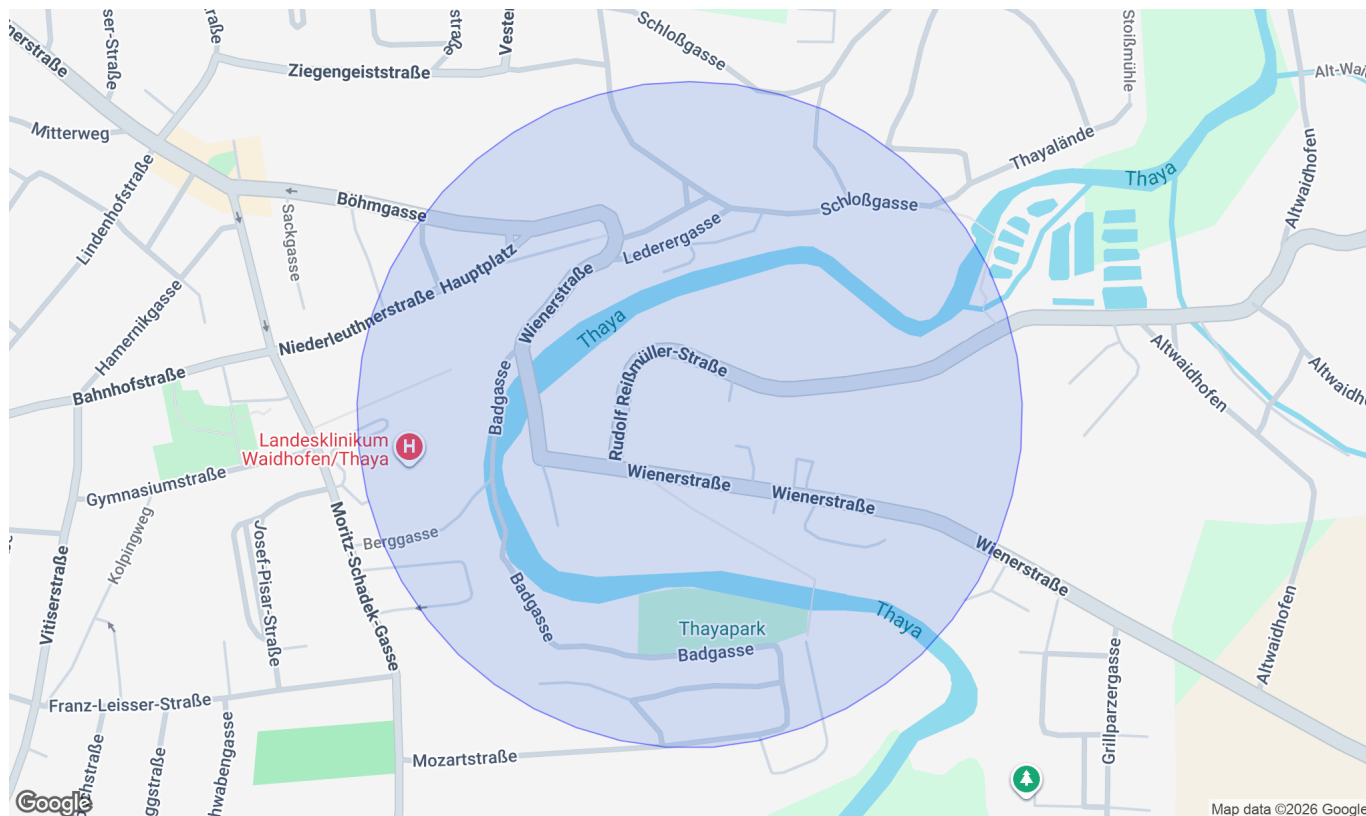 Schloßgasse
Stoißmühle
Ziegengeiststraße
Mitterweg
Lindenhofstraße
Böhmgasse
Sackgasse
Thayalände
Thaya
Altwaidhofen
Schloßgasse
Lederergasse
Hauptplatz
Wienerstraße
Niederleuthnerstraße
Hamernikgasse
Bahnhofstraße
Thaya
Rudolf Reißmüller-Straße
Badgasse
Altwaidhofen
Landesklinikum
Waidhofen/Thaya
H
Gymnasiumstraße
Wienerstraße
Wienerstraße
Kolpingweg
Josef-Pisar-Straße
Moritz-Schadek-Gasse
Berggasse
Wienerstraße
Vitiserstraße
Badgasse
Thayapark
Badgasse
Thaya
Altwaidhofen
Grillparzergasse
Franz-Leisser-Straße
Mozartstraße
Google
Map data ©2026 Google